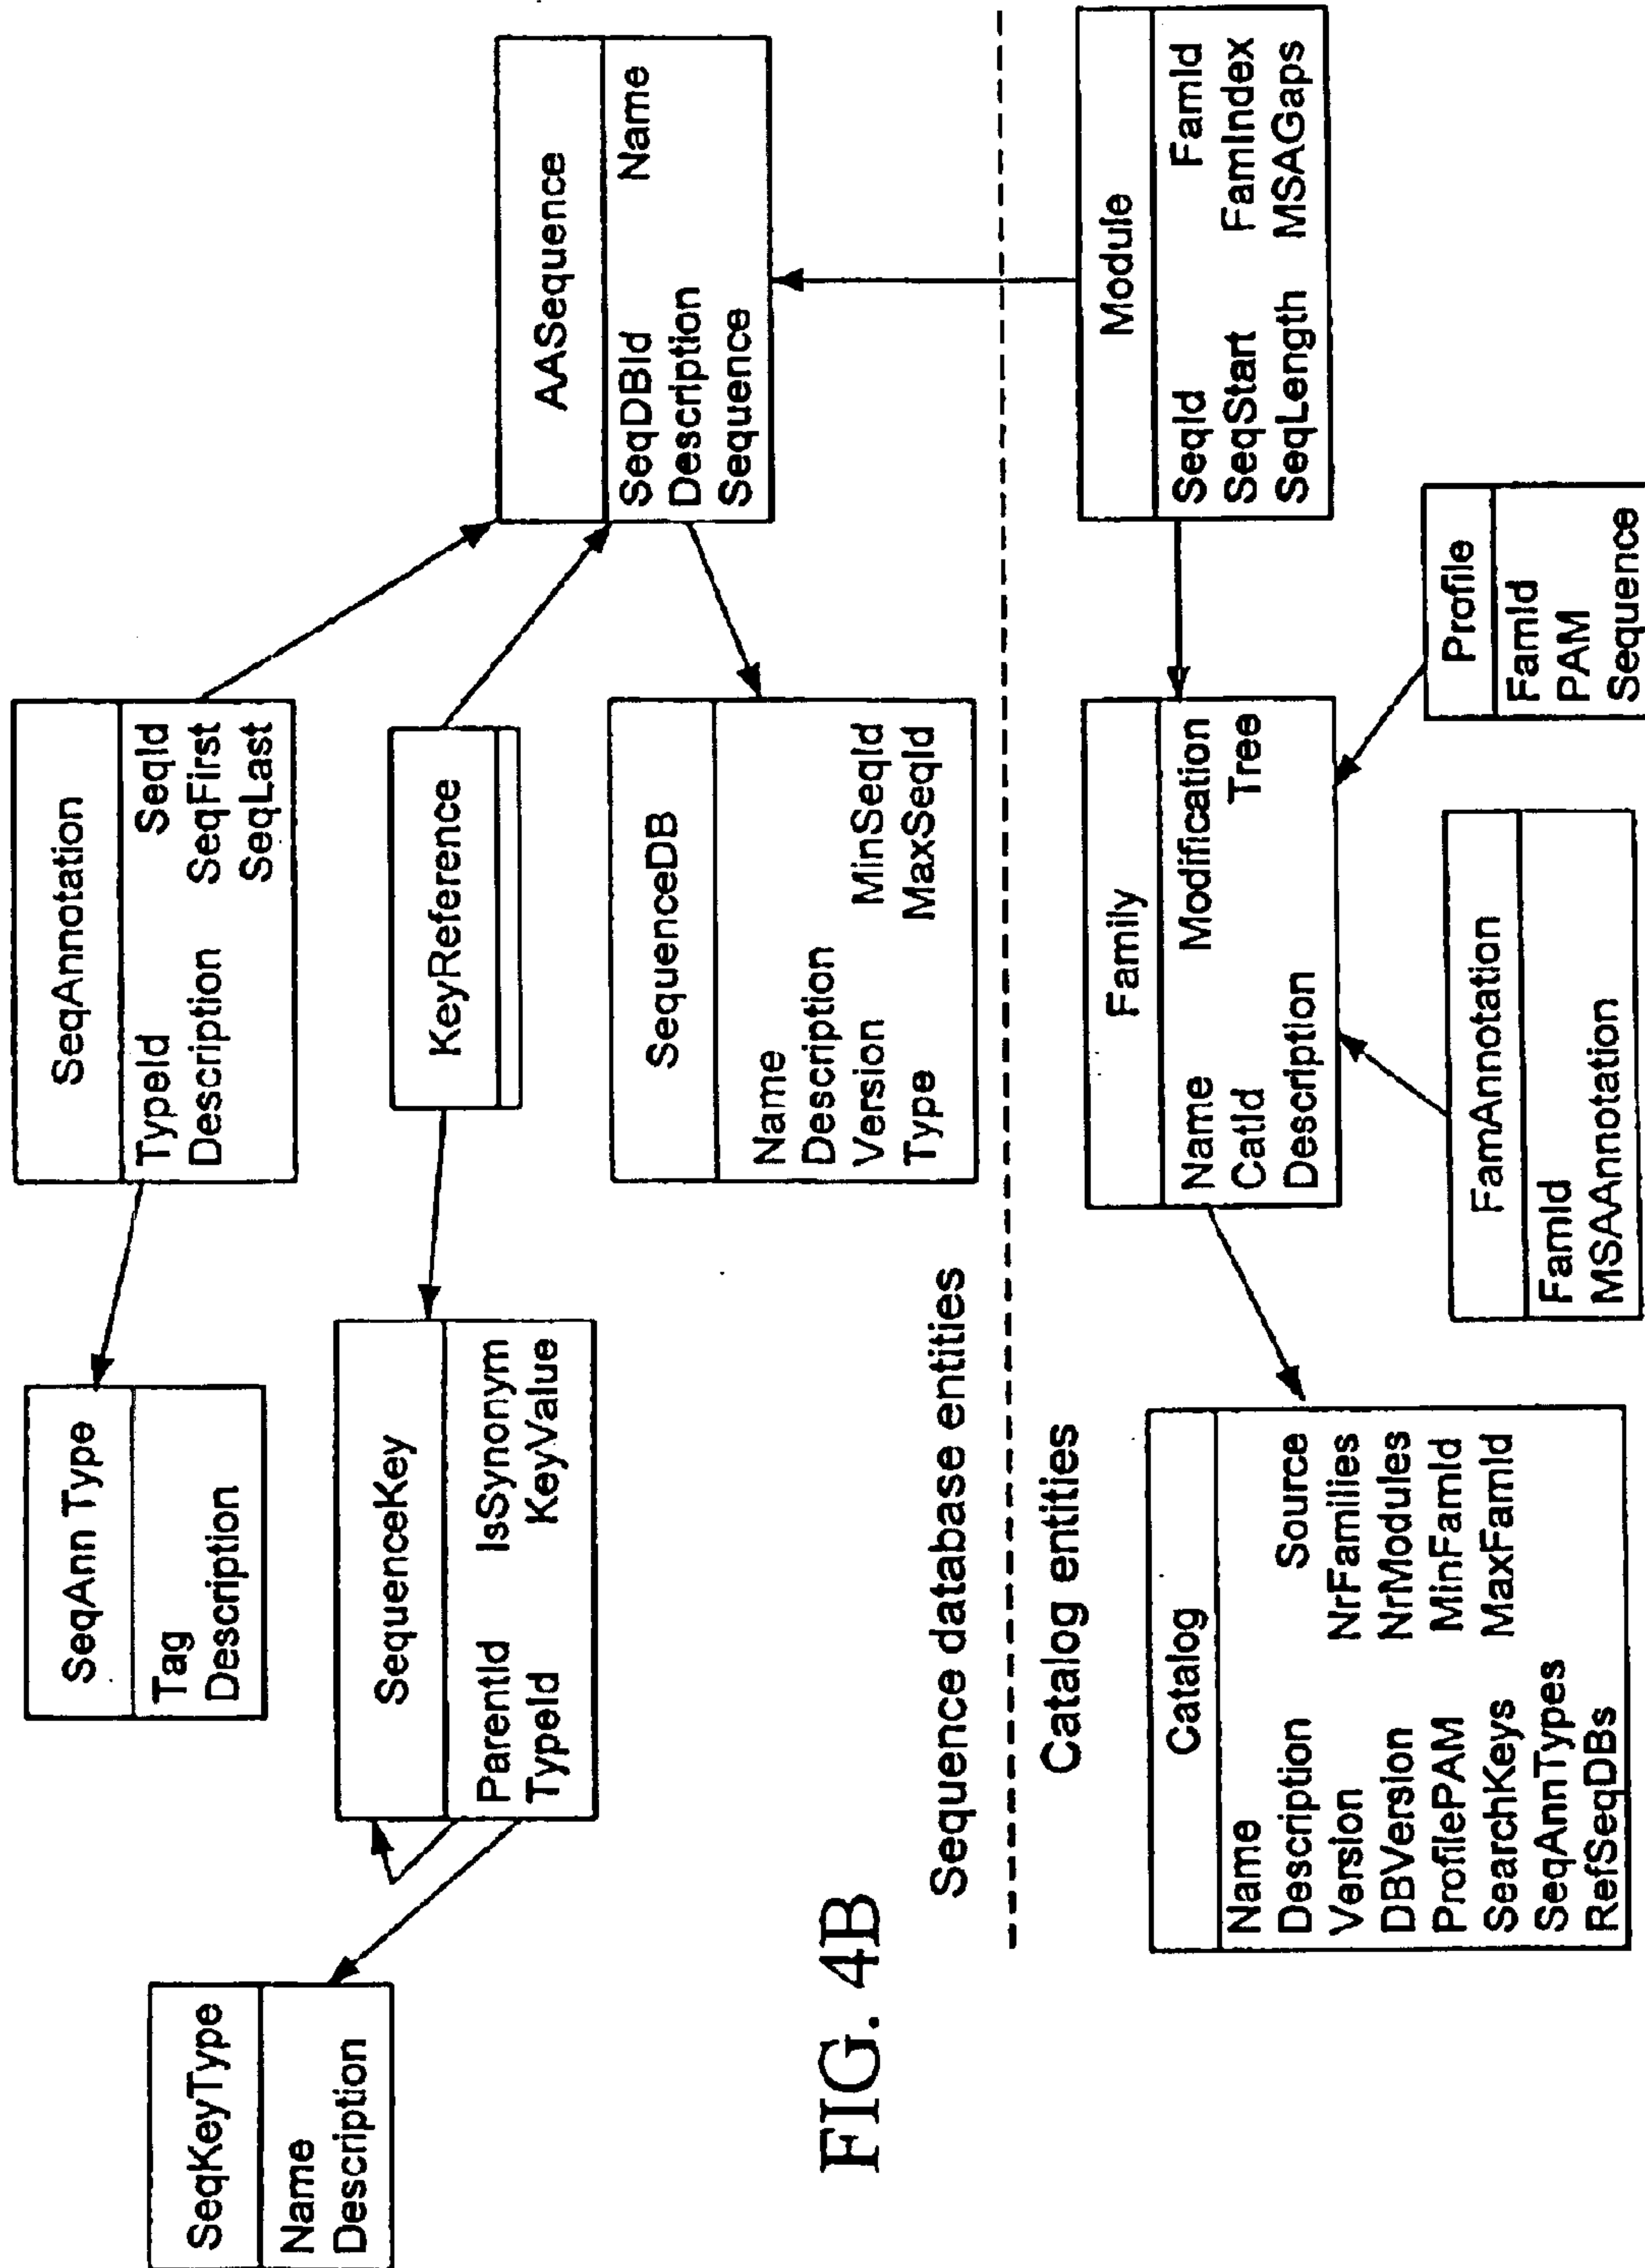 SeqKeyType
Name
Description
SeqAnn Type
Tag
Description
SequenceKey
ParentId IsSynonym
TypeId KeyValue
SeqAnnotation
TypeId SeqId
Description SeqFirst
SeqLast
KeyReference
SequenceDB
Name
Description
Version MinSeqId
Type MaxSeqId
AASequence
SeqDBId Name
Description
Sequence
FIG. 4B
Sequence database entities
Catalog entities
Catalog
Name
Description Source
Version NrFamilies
DBVersion NrModules
ProfilePAM MinFamId
SearchKeys MaxFamId
SeqAnnTypes
RefSeqDBs
Family
Name Modification
CatId Tree
Description
FamAnnotation
FamId
MSAAnnotation
Profile
FamId
PAM
Sequence
Module
SeqId FamId
SeqStart FamIndex
SeqLength MSAGaps